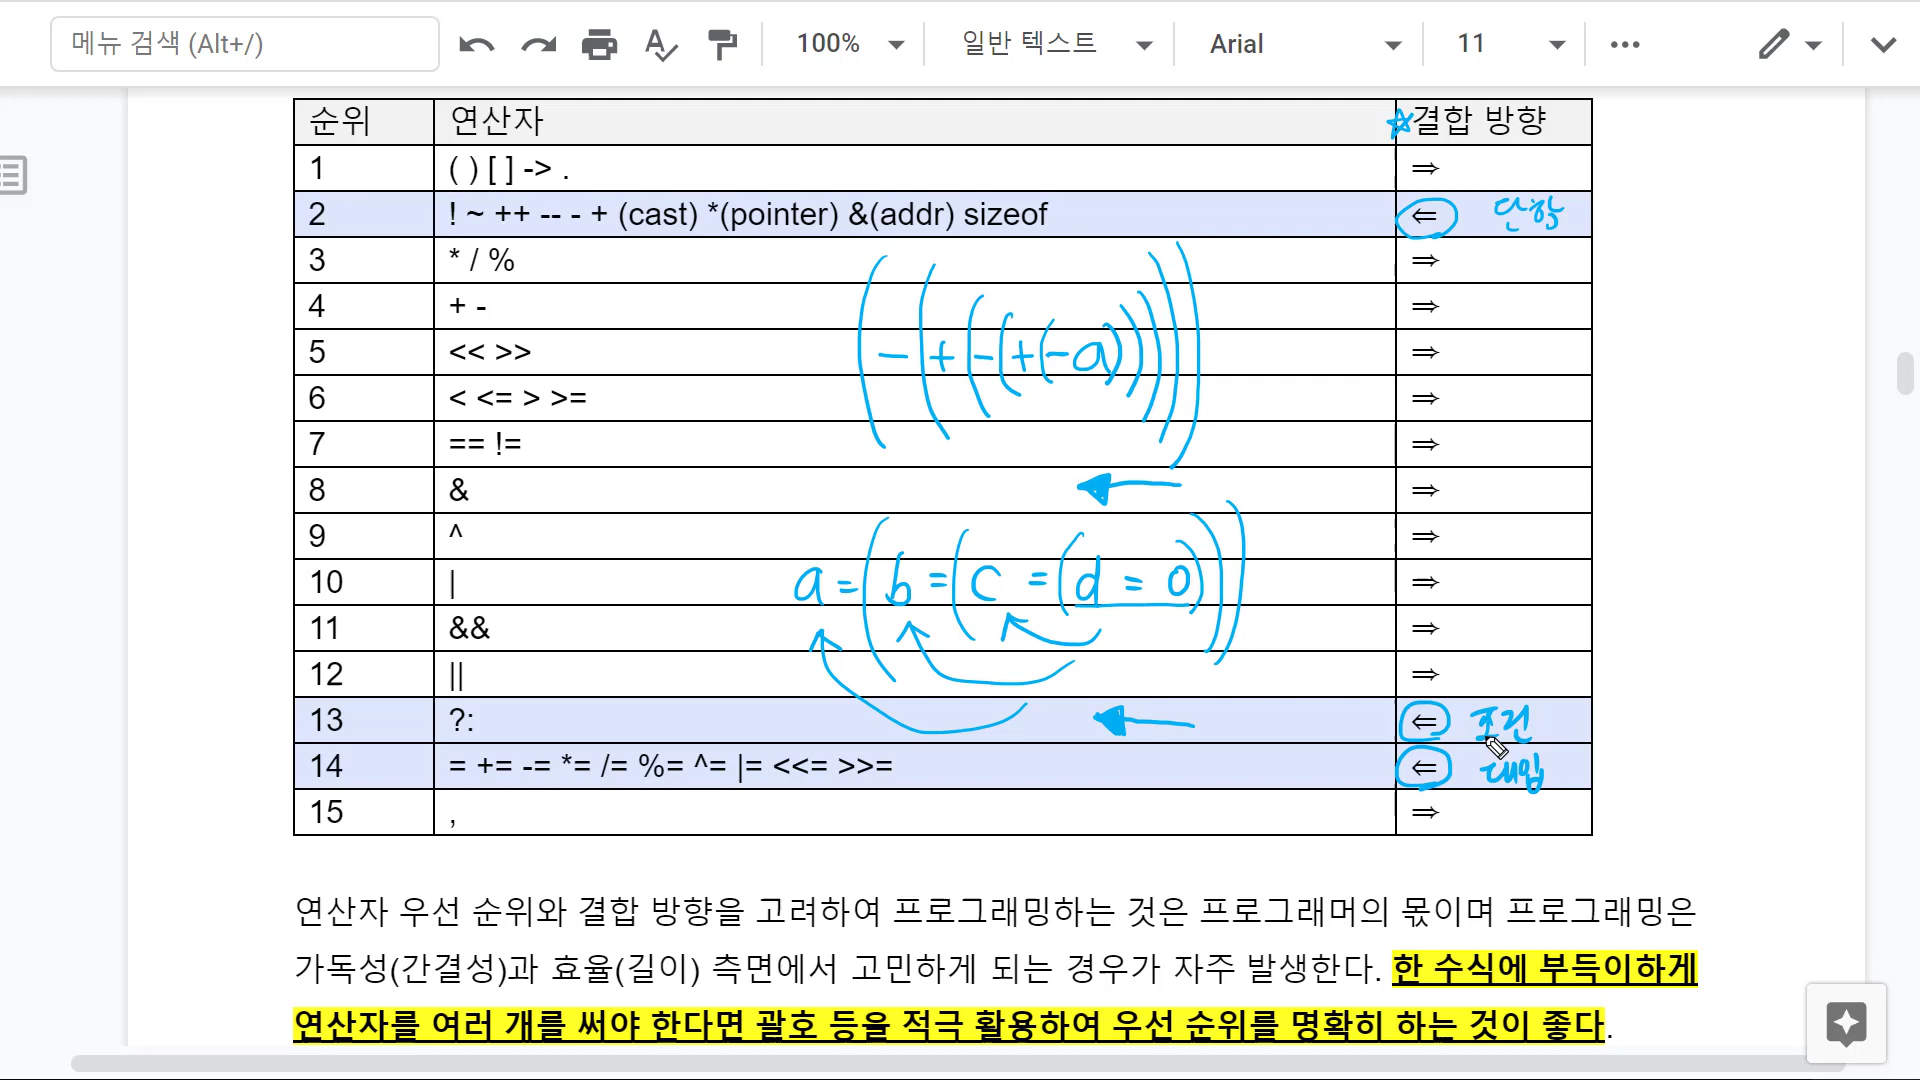 메뉴 검색 (Alt+/) 100% 일반 텍스트 Arial 11
순위 연산자 ☆결합 방향
1 ( ) [ ] -> . ⇒
2 ! ~ ++ -- - + (cast) *(pointer) &(addr) sizeof ⇐ 단항
3 * / % ⇒
4 + - ⇒
5 << >> ⇒
(-(+(-(+(-a)))))
6 < <= > >= ⇒
7 == != ⇒
8 & ⇒
9 ^ ⇒
10 | ⇒
a=(b=(c=(d=0)))
11 && ⇒
12 || ⇒
13 ?: ⇐ 조건
14 = += -= *= /= %= ^= |= <<= >>= ⇐ 대입
15 , ⇒
연산자 우선 순위와 결합 방향을 고려하여 프로그래밍하는 것은 프로그래머의 몫이며 프로그래밍은
가독성(간결성)과 효율(길이) 측면에서 고민하게 되는 경우가 자주 발생한다. 한 수식에 부득이하게
연산자를 여러 개를 써야 한다면 괄호 등을 적극 활용하여 우선 순위를 명확히 하는 것이 좋다.